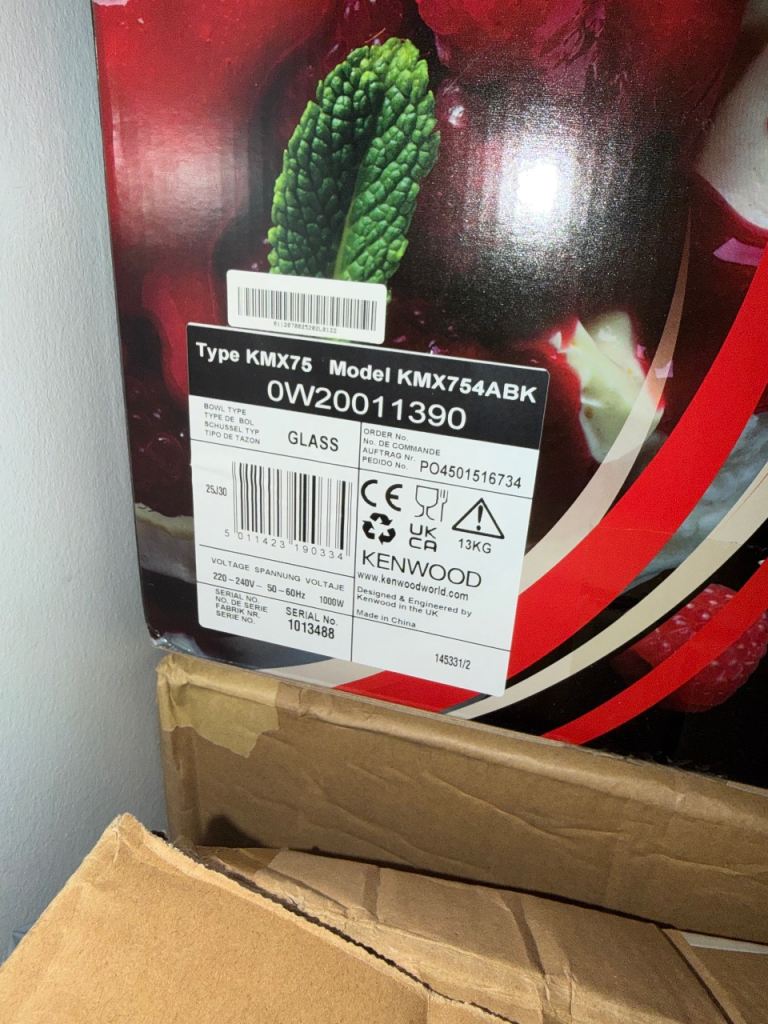 Type KMX75 Model KMX754ABK
0W20011390
BOWL TYPE
TYPE DE BOL
SCHUSSEL TYP
TIPO DE TAZON
GLASS
ORDER No.
No. DE COMMANDE
AUFTRAG Nr.
PEDIDO No.
PO4501516734
25J30
5 011423 190334
CE
UK
CA
13KG
KENWOOD
www.kenwoodworld.com
Designed & Engineered by
Kenwood in the UK
Made in China
VOLTAGE SPANNUNG VOLTAJE
220~240V~ 50~60Hz 1000W
SERIAL NO.
NO. DE SERIE
FABRIK NR.
SERIE NO.
SERIAL No.
1013488
145331/2